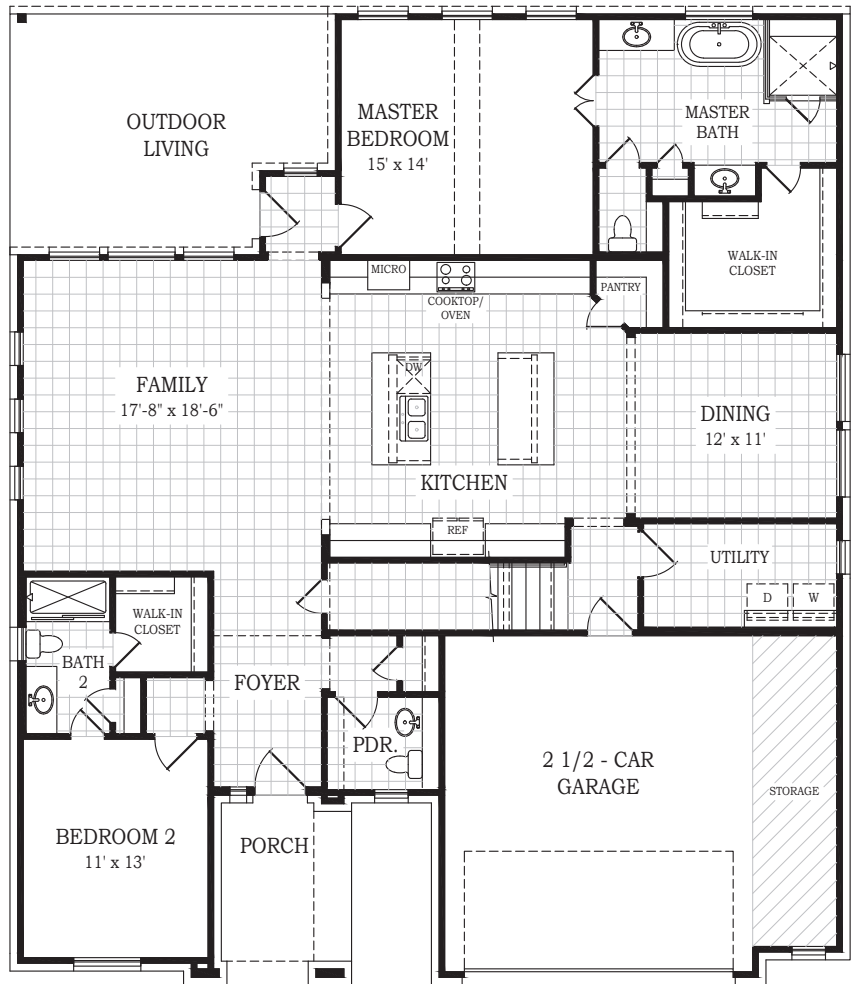 OUTDOOR
LIVING
MASTER
BEDROOM
15' x 14'
MASTER
BATH
WALK-IN
CLOSET
MICRO
COOKTOP/
OVEN
PANTRY
FAMILY
17'-8" x 18'-6"
DW
DINING
12' x 11'
KITCHEN
REF
UTILITY
D
W
WALK-IN
CLOSET
BATH
2
FOYER
PDR.
2 1/2 - CAR
GARAGE
STORAGE
BEDROOM 2
11' x 13'
PORCH